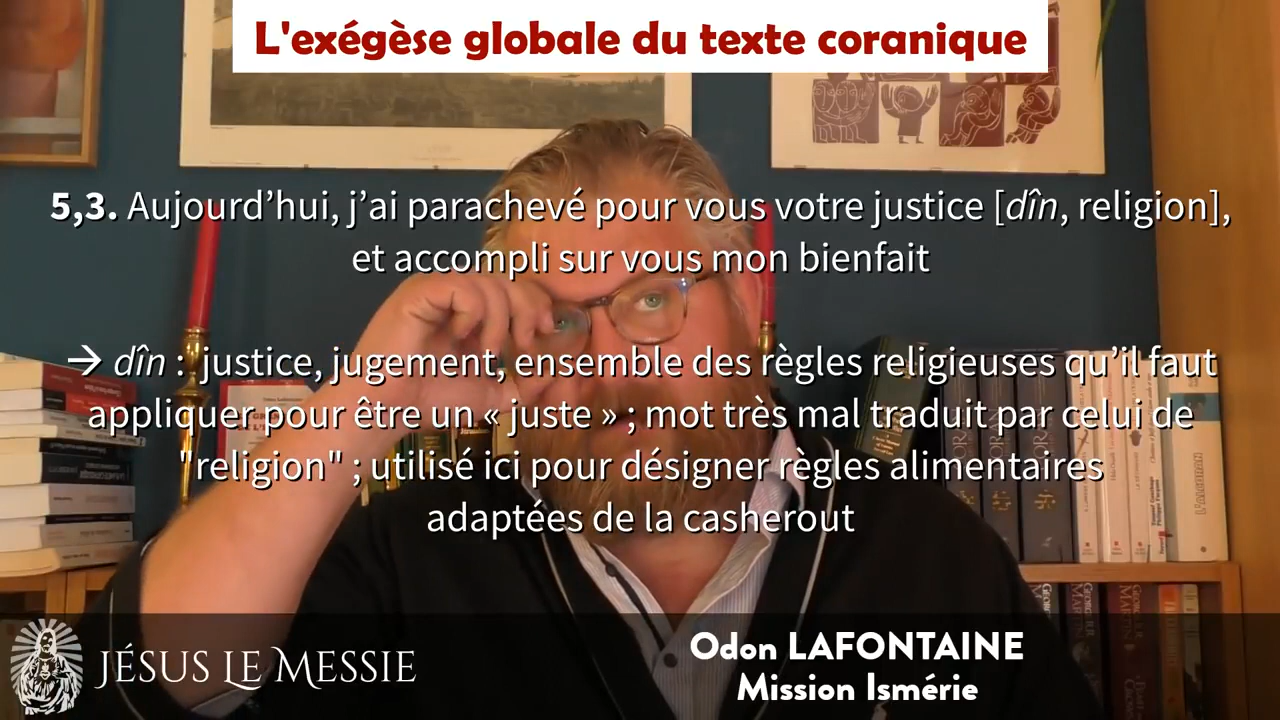 L'exégèse globale du texte coranique
5,3. Aujourd’hui, j’ai parachevé pour vous votre justice [dîn, religion],
et accompli sur vous mon bienfait
→ dîn : justice, jugement, ensemble des règles religieuses qu’il faut
appliquer pour être un « juste » ; mot très mal traduit par celui de
"religion" ; utilisé ici pour désigner règles alimentaires
adaptées de la casherout
JÉSUS LE MESSIE
Odon LAFONTAINE
Mission Ismérie